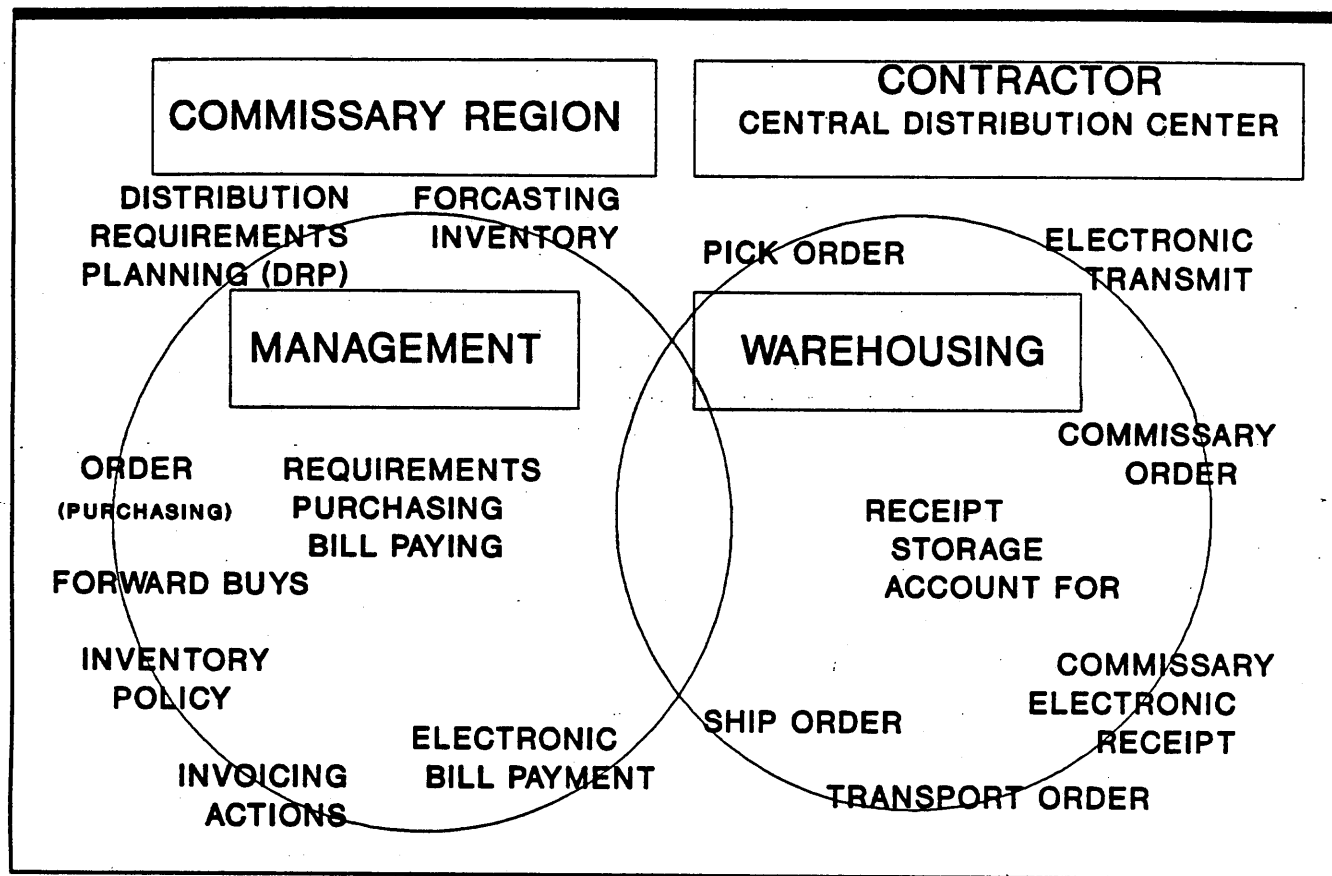 COMMISSARY REGION
CONTRACTOR
CENTRAL DISTRIBUTION CENTER
DISTRIBUTION
REQUIREMENTS
PLANNING (DRP)
FORCASTING
INVENTORY
MANAGEMENT
ORDER
(PURCHASING)
REQUIREMENTS
PURCHASING
BILL PAYING
FORWARD BUYS
INVENTORY
POLICY
INVOICING
ACTIONS
ELECTRONIC
BILL PAYMENT
PICK ORDER
ELECTRONIC
TRANSMIT
WAREHOUSING
COMMISSARY
ORDER
RECEIPT
STORAGE
ACCOUNT FOR
COMMISSARY
ELECTRONIC
RECEIPT
SHIP ORDER
TRANSPORT ORDER